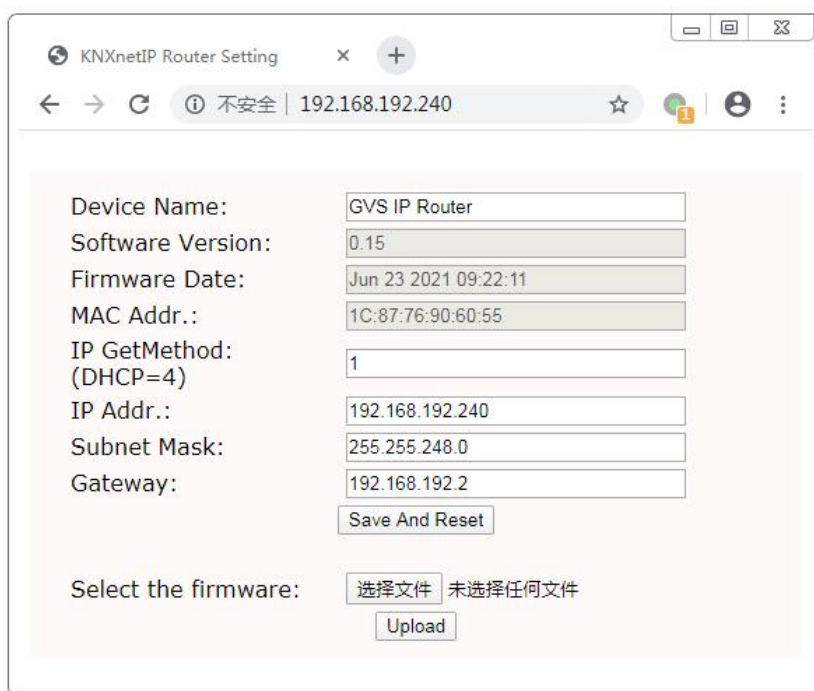 KNXnetIP Router Setting
不安全 | 192.168.192.240
1
Device Name: GVS IP Router
Software Version: 0.15
Firmware Date: Jun 23 2021 09:22:11
MAC Addr.: 1C:87:76:90:60:55
IP GetMethod:
(DHCP=4) 1
IP Addr.: 192.168.192.240
Subnet Mask: 255.255.248.0
Gateway: 192.168.192.2
Save And Reset
Select the firmware: 选择文件 未选择任何文件
Upload